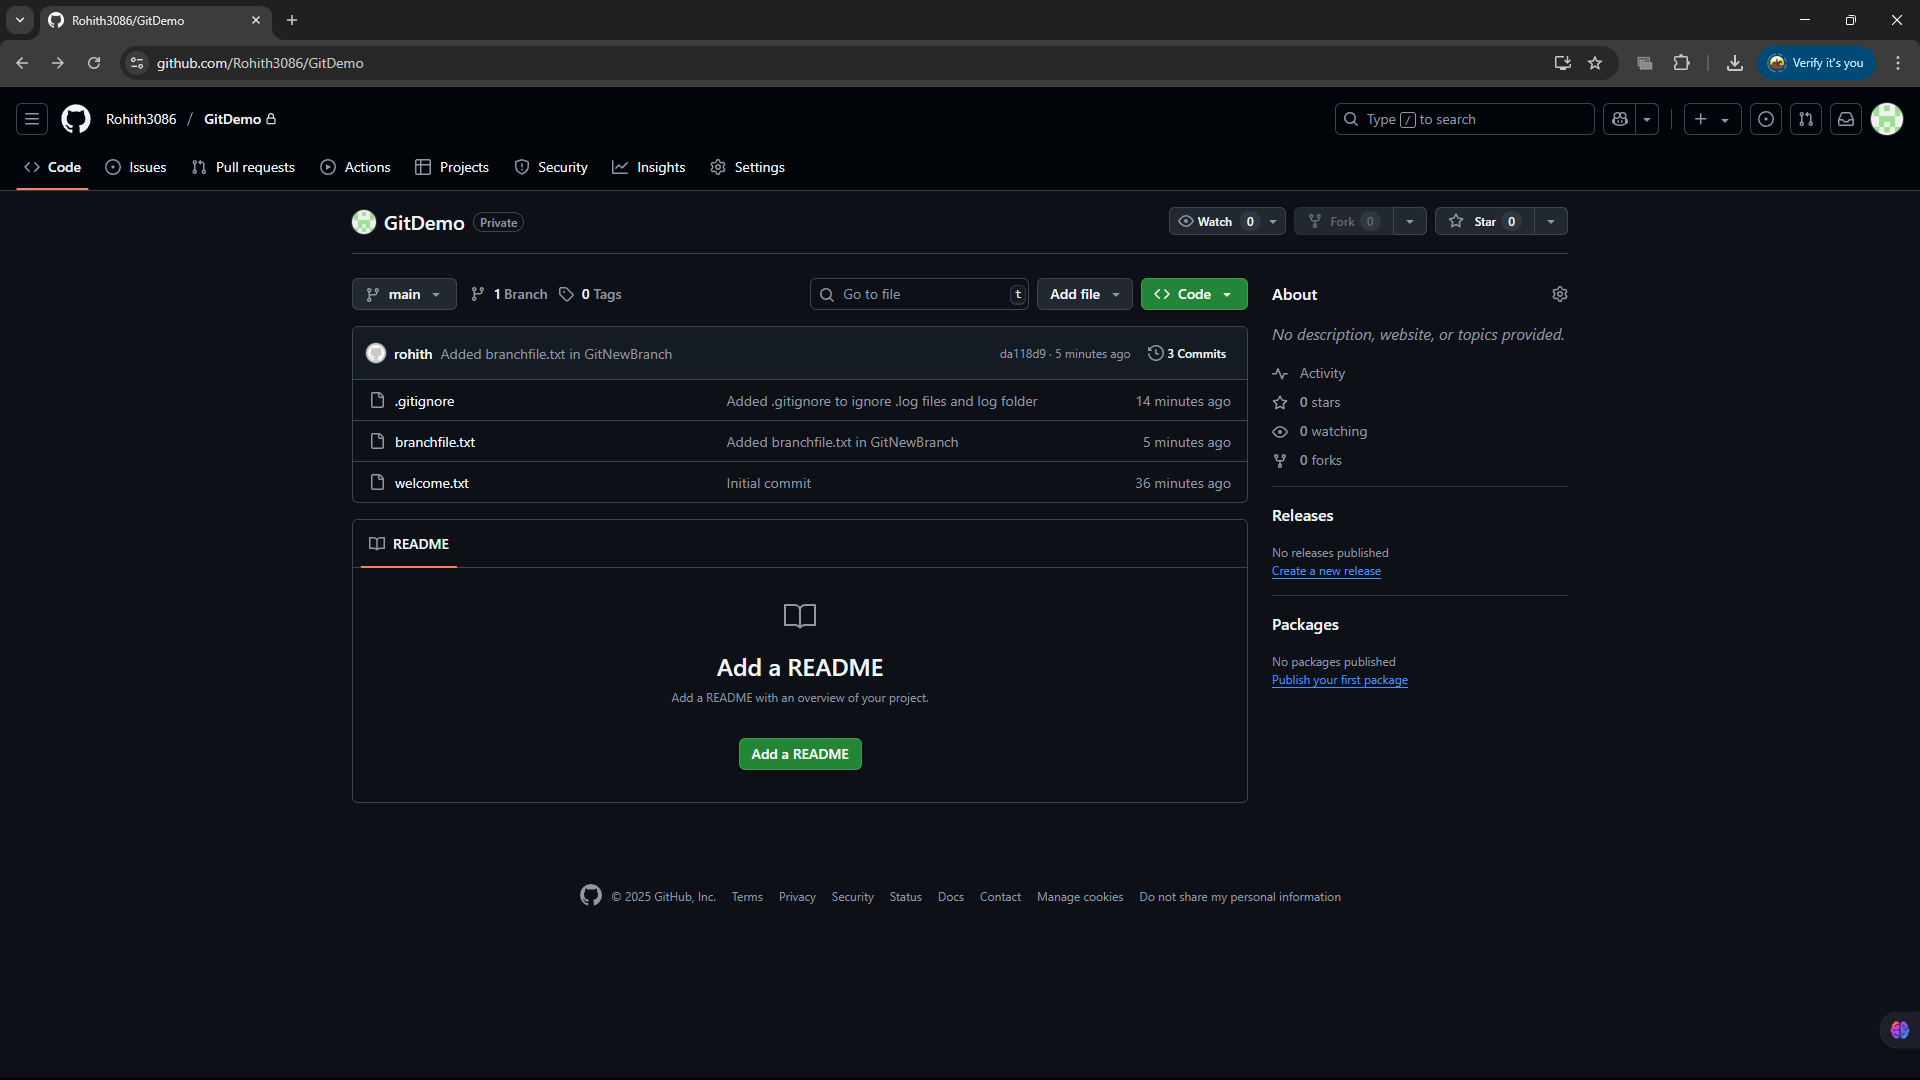 Rohith3086/GitDemo
github.com/Rohith3086/GitDemo
Verify it's you
Rohith3086 / GitDemo
Type / to search
Code Issues Pull requests Actions Projects Security Insights Settings
GitDemo Private
Watch 0 Fork 0 Star 0
main 1 Branch 0 Tags
Go to file t Add file Code
rohith Added branchfile.txt in GitNewBranch da118d9 · 5 minutes ago 3 Commits
.gitignore Added .gitignore to ignore .log files and log folder 14 minutes ago
branchfile.txt Added branchfile.txt in GitNewBranch 5 minutes ago
welcome.txt Initial commit 36 minutes ago
README
Add a README
Add a README with an overview of your project.
Add a README
About
No description, website, or topics provided.
Activity
0 stars
0 watching
0 forks
Releases
No releases published
Create a new release
Packages
No packages published
Publish your first package
© 2025 GitHub, Inc. Terms Privacy Security Status Docs Contact Manage cookies Do not share my personal information